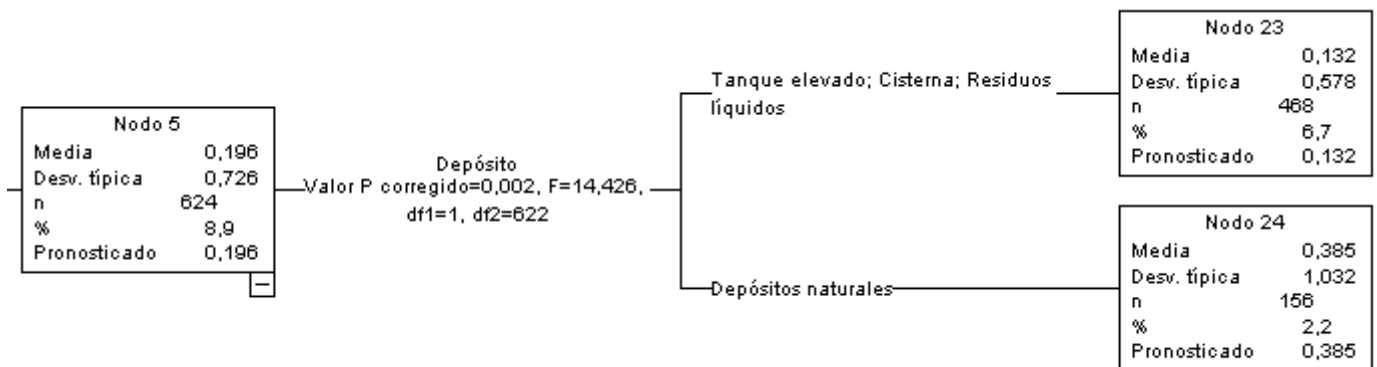 Nodo 5
Media 0,196
Desv. típica 0,726
n 624
% 8,9
Pronosticado 0,196
Depósito
Valor P corregido=0,002, F=14,426,
df1=1, df2=622
Tanque elevado; Cisterna; Residuos
líquidos
Nodo 23
Media 0,132
Desv. típica 0,578
n 468
% 6,7
Pronosticado 0,132
Depósitos naturales
Nodo 24
Media 0,385
Desv. típica 1,032
n 156
% 2,2
Pronosticado 0,385